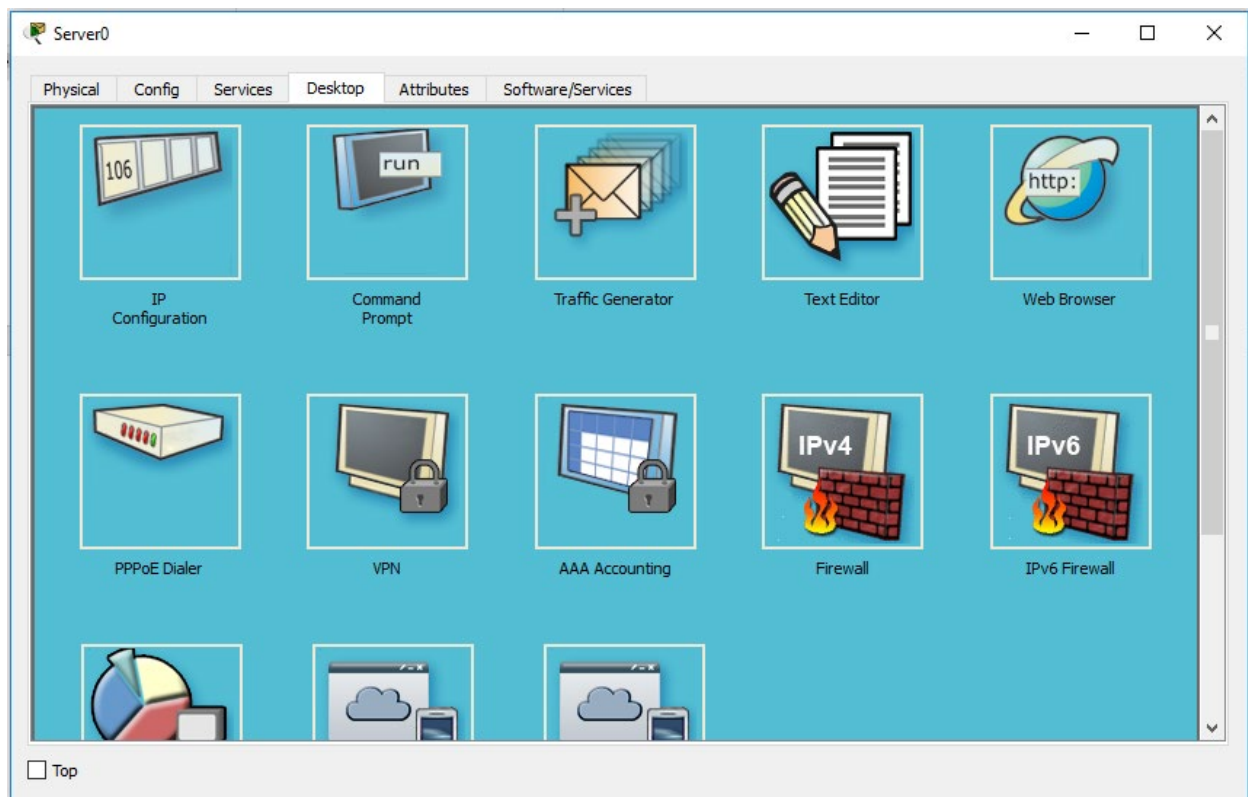 Server0
Physical Config Services Desktop Attributes Software/Services
106
run
http:
IP
Configuration
Command
Prompt
Traffic Generator
Text Editor
Web Browser
IPv4
IPv6
PPPoE Dialer
VPN
AAA Accounting
Firewall
IPv6 Firewall
Top